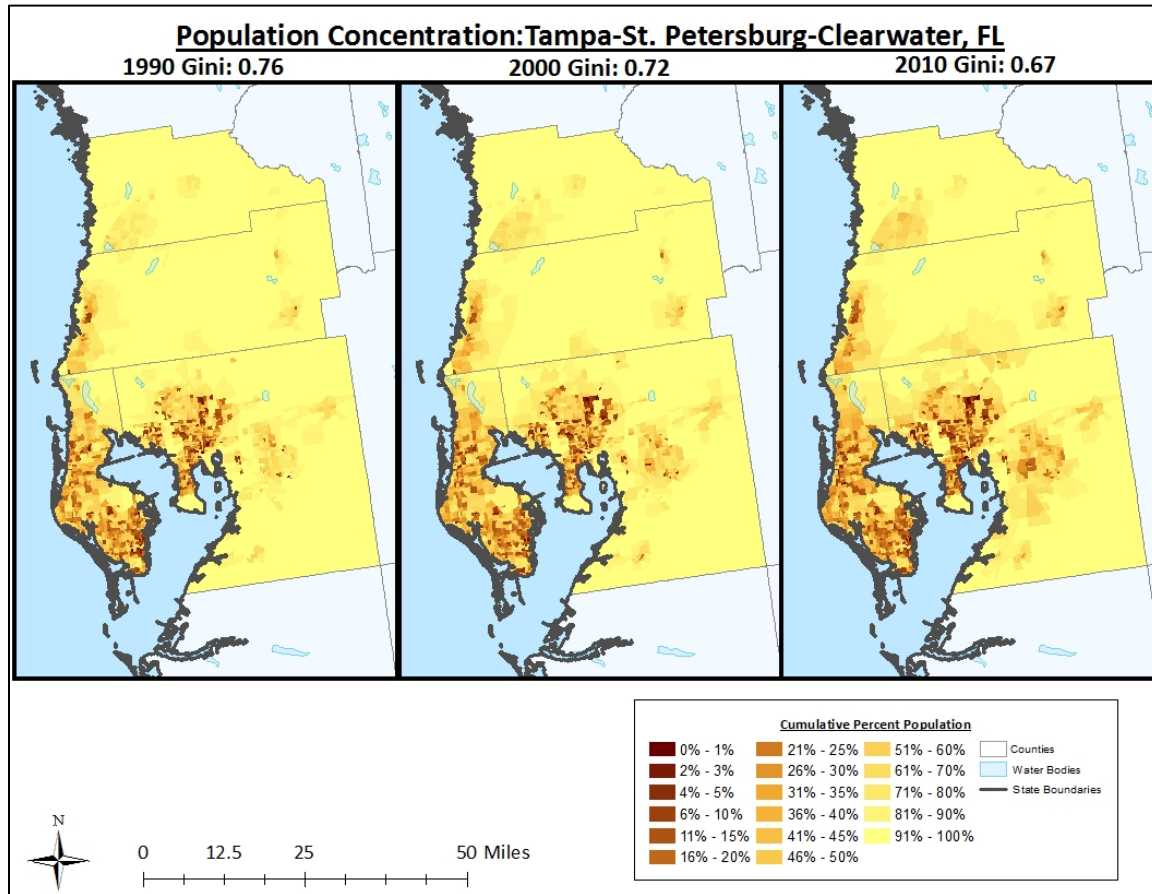 Population Concentration:Tampa-St. Petersburg-Clearwater, FL
1990 Gini: 0.76
2000 Gini: 0.72
2010 Gini: 0.67
Cumulative Percent Population
0% - 1%
2% - 3%
4% - 5%
6% - 10%
11% - 15%
16% - 20%
21% - 25%
26% - 30%
31% - 35%
36% - 40%
41% - 45%
46% - 50%
51% - 60%
61% - 70%
71% - 80%
81% - 90%
91% - 100%
Counties
Water Bodies
State Boundaries
N
0 12.5 25 50 Miles